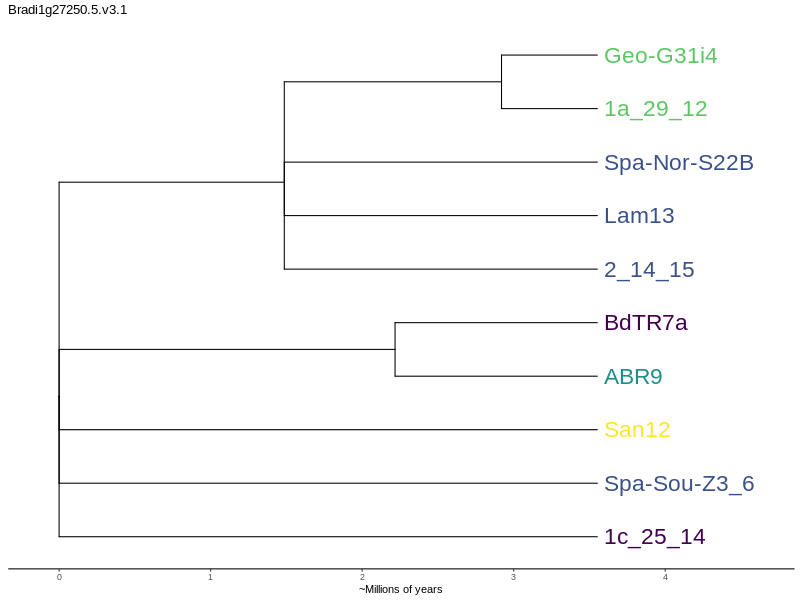 Bradi1g27250.5.v3.1
Geo-G31i4
1a_29_12
Spa-Nor-S22B
Lam13
2_14_15
BdTR7a
ABR9
San12
Spa-Sou-Z3_6
1c_25_14
0 1 2 3 4
~Millions of years